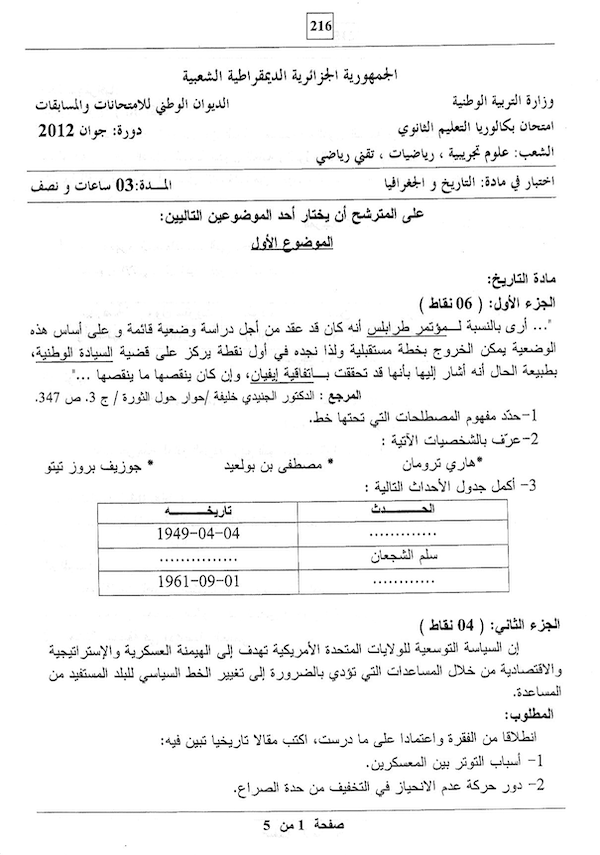 216
الجمهورية الجزائرية الديمقراطية الشعبية
وزارة التربية الوطنية الديوان الوطني للامتحانات والمسابقات
امتحان بكالوريا التعليم الثانوي دورة: جوان 2012
الشعب: علوم تجريبية ، رياضيات ، تقني رياضي
اختبار في مادة: التاريخ و الجغرافيا المـدة:03 ساعات و نصف
على المترشح أن يختار أحد الموضوعين التاليين:
الموضوع الأول
مادة التاريخ:
الجزء الأول: ( 06 نقاط )
"... أرى بالنسبة لـــمؤتمر طرابلس أنه كان قد عقد من أجل دراسة وضعية قائمة و على أساس هذه
الوضعية يمكن الخروج بخطة مستقبلية ولذا نجده في أول نقطة يركز على قضية السيادة الوطنية،
بطبيعة الحال أنه أشار إليها بأنها قد تحققت بـــاتفاقية إيفيان، وإن كان ينقصها ما ينقصها ..."
المرجع : الدكتور الجنيدي خليفة /حوار حول الثورة / ج 3. ص 347.
1-حدّد مفهوم المصطلحات التي تحتها خط.
2-عرّف بالشخصيات الآتية :
*هاري ترومان * مصطفى بن بولعيد * جوزيف بروز تيتو
3- أكمل جدول الأحداث التالية :
الحــــــدث تاريخــــــه
............. 1949-04-04
سلم الشجعان ...............
............ 1961-09-01
الجزء الثاني: ( 04 نقاط )
إن السياسة التوسعية للولايات المتحدة الأمريكية تهدف إلى الهيمنة العسكرية والإستراتيجية
والاقتصادية من خلال المساعدات التي تؤدي بالضرورة إلى تغيير الخط السياسي للبلد المستفيد من
المساعدة.
المطلوب:
انطلاقا من الفقرة واعتمادا على ما درست، اكتب مقالا تاريخيا تبين فيه:
1- أسباب التوتر بين المعسكرين.
2- دور حركة عدم الانحياز في التخفيف من حدة الصراع.
صفحة 1 من 5